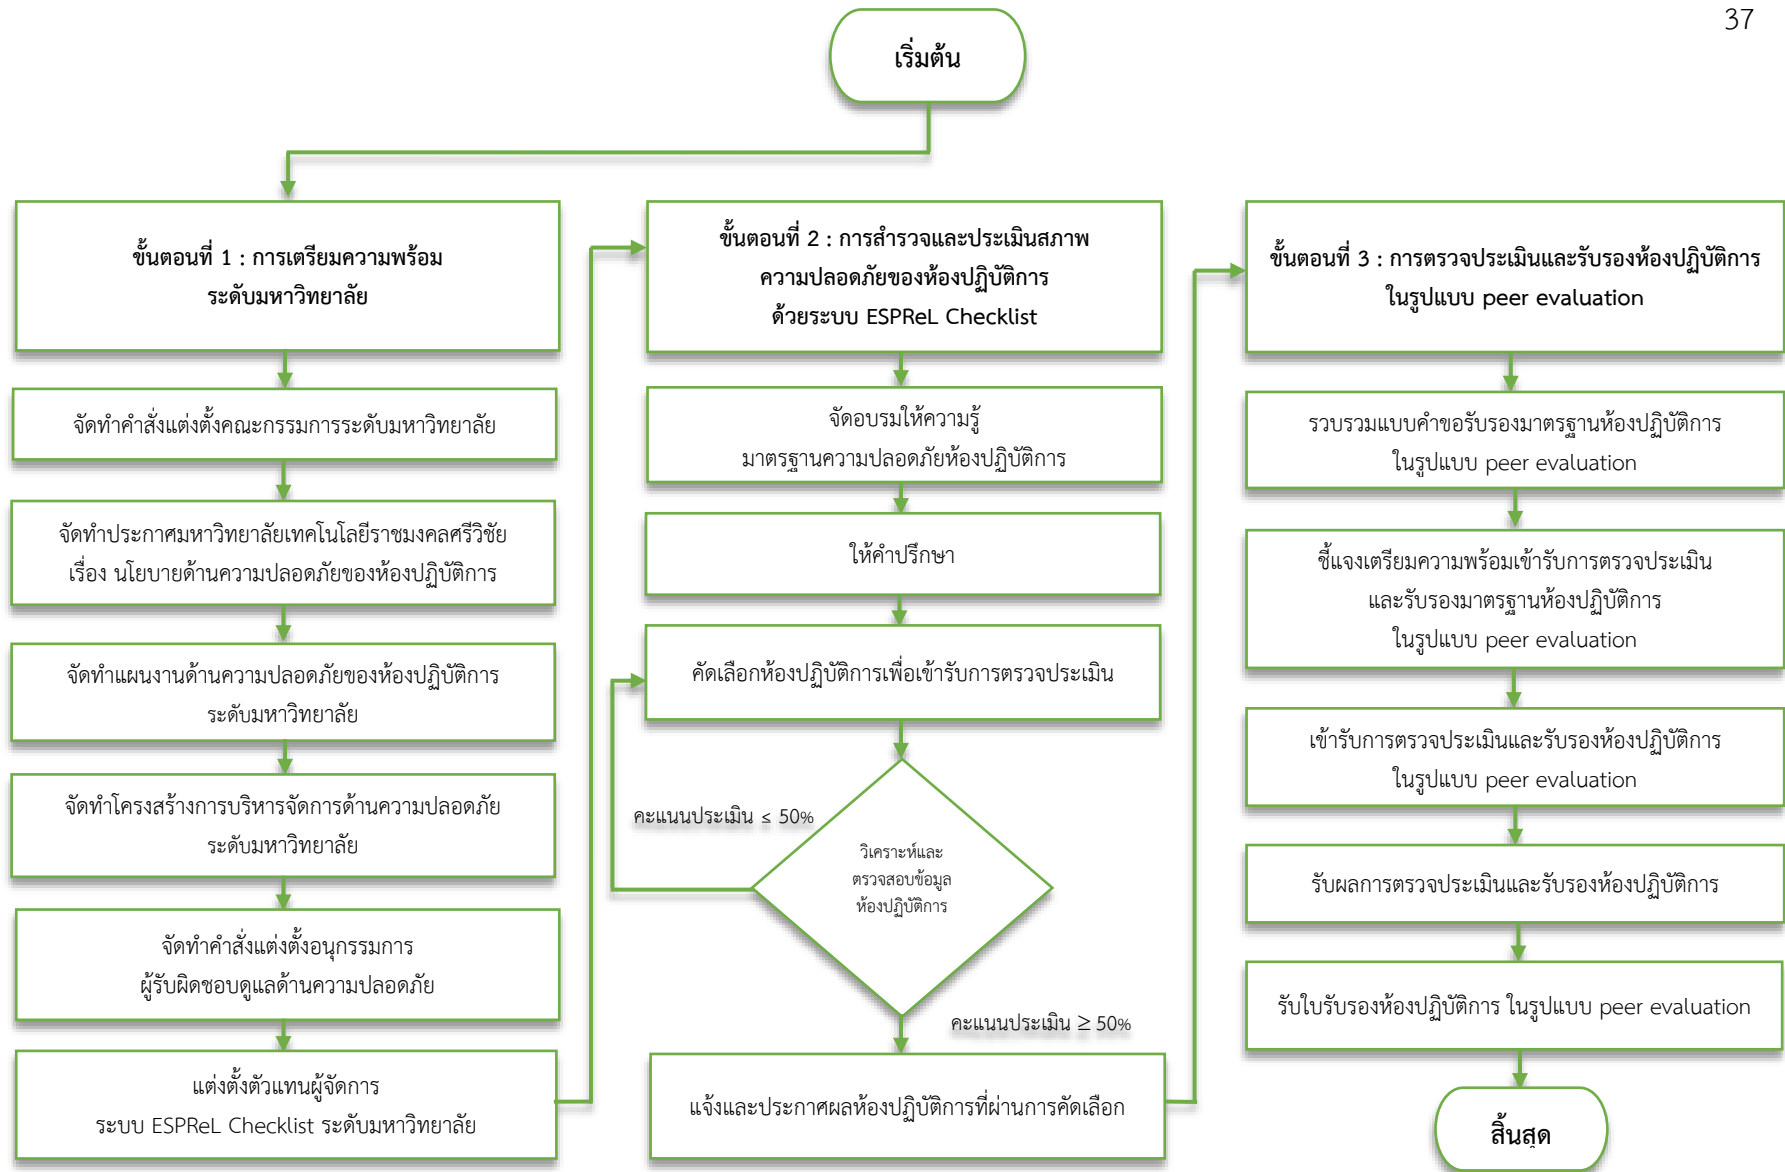 37
เริ่มต้น
ขั้นตอนที่ 1 : การเตรียมความพร้อม
ระดับมหาวิทยาลัย
จัดทำคำสั่งแต่งตั้งคณะกรรมการระดับมหาวิทยาลัย
จัดทำประกาศมหาวิทยาลัยเทคโนโลยีราชมงคลศรีวิชัย
เรื่อง นโยบายด้านความปลอดภัยของห้องปฏิบัติการ
จัดทำแผนงานด้านความปลอดภัยของห้องปฏิบัติการ
ระดับมหาวิทยาลัย
จัดทำโครงสร้างการบริหารจัดการด้านความปลอดภัย
ระดับมหาวิทยาลัย
จัดทำคำสั่งแต่งตั้งอนุกรรมการ
ผู้รับผิดชอบดูแลด้านความปลอดภัย
แต่งตั้งตัวแทนผู้จัดการ
ระบบ ESPReL Checklist ระดับมหาวิทยาลัย
ขั้นตอนที่ 2 : การสำรวจและประเมินสภาพ
ความปลอดภัยของห้องปฏิบัติการ
ด้วยระบบ ESPReL Checklist
จัดอบรมให้ความรู้
มาตรฐานความปลอดภัยห้องปฏิบัติการ
ให้คำปรึกษา
คัดเลือกห้องปฏิบัติการเพื่อเข้ารับการตรวจประเมิน
คะแนนประเมิน ≤ 50%
วิเคราะห์และ
ตรวจสอบข้อมูล
ห้องปฏิบัติการ
คะแนนประเมิน ≥ 50%
แจ้งและประกาศผลห้องปฏิบัติการที่ผ่านการคัดเลือก
ขั้นตอนที่ 3 : การตรวจประเมินและรับรองห้องปฏิบัติการ
ในรูปแบบ peer evaluation
รวบรวมแบบคำขอรับรองมาตรฐานห้องปฏิบัติการ
ในรูปแบบ peer evaluation
ชี้แจงเตรียมความพร้อมเข้ารับการตรวจประเมิน
และรับรองมาตรฐานห้องปฏิบัติการ
ในรูปแบบ peer evaluation
เข้ารับการตรวจประเมินและรับรองห้องปฏิบัติการ
ในรูปแบบ peer evaluation
รับผลการตรวจประเมินและรับรองห้องปฏิบัติการ
รับใบรับรองห้องปฏิบัติการ ในรูปแบบ peer evaluation
สิ้นสุด